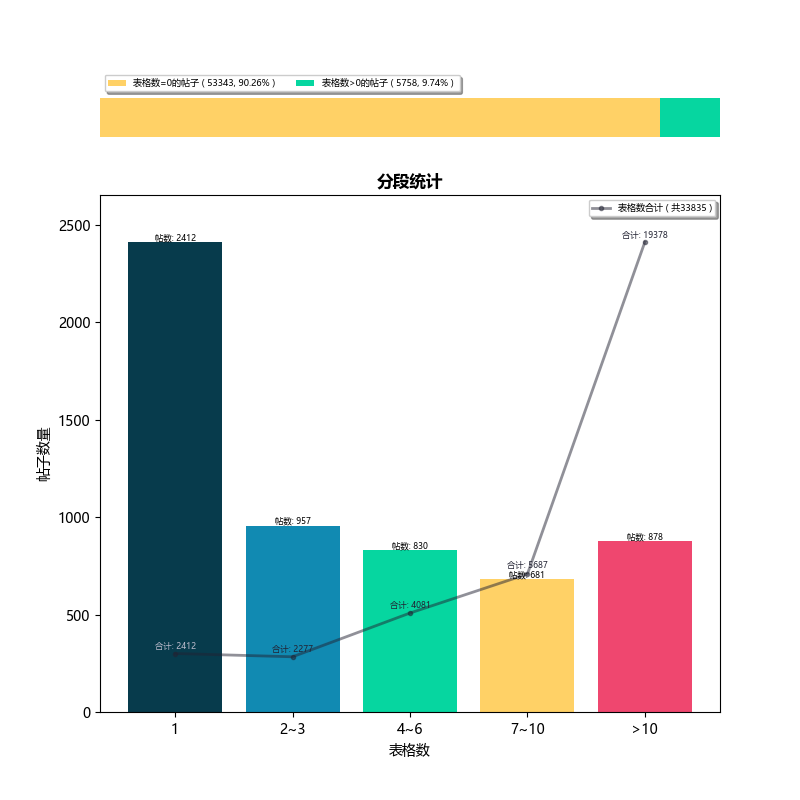 表格数=0的帖子 ( 53343, 90.26% ) 表格数>0的帖子 ( 5758, 9.74% )
分段统计
表格数合计 ( 共33835 )
2500
2000
1500
1000
500
0
帖子数量
帖数: 2412
帖数: 957
帖数: 830
帖数: 681
帖数: 878
合计: 2412
合计: 2277
合计: 4081
合计: 5687
合计: 19378
1 2~3 4~6 7~10 >10
表格数